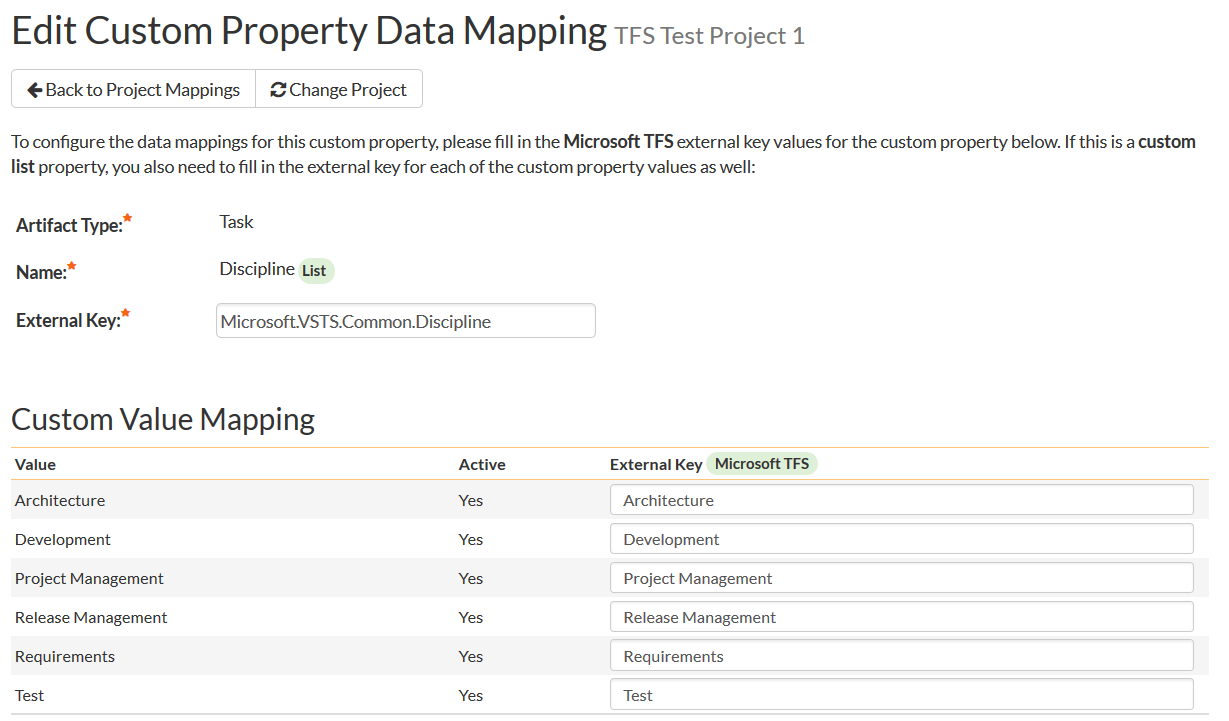 Edit Custom Property Data Mapping TFS Test Project 1
Back to Project Mappings Change Project
To configure the data mappings for this custom property, please fill in the Microsoft TFS external key values for the custom property below. If this is a custom
list property, you also need to fill in the external key for each of the custom property values as well:
Artifact Type:* Task
Name:* Discipline List
External Key:* Microsoft.VSTS.Common.Discipline
Custom Value Mapping
Value Active External Key Microsoft TFS
Architecture Yes Architecture
Development Yes Development
Project Management Yes Project Management
Release Management Yes Release Management
Requirements Yes Requirements
Test Yes Test